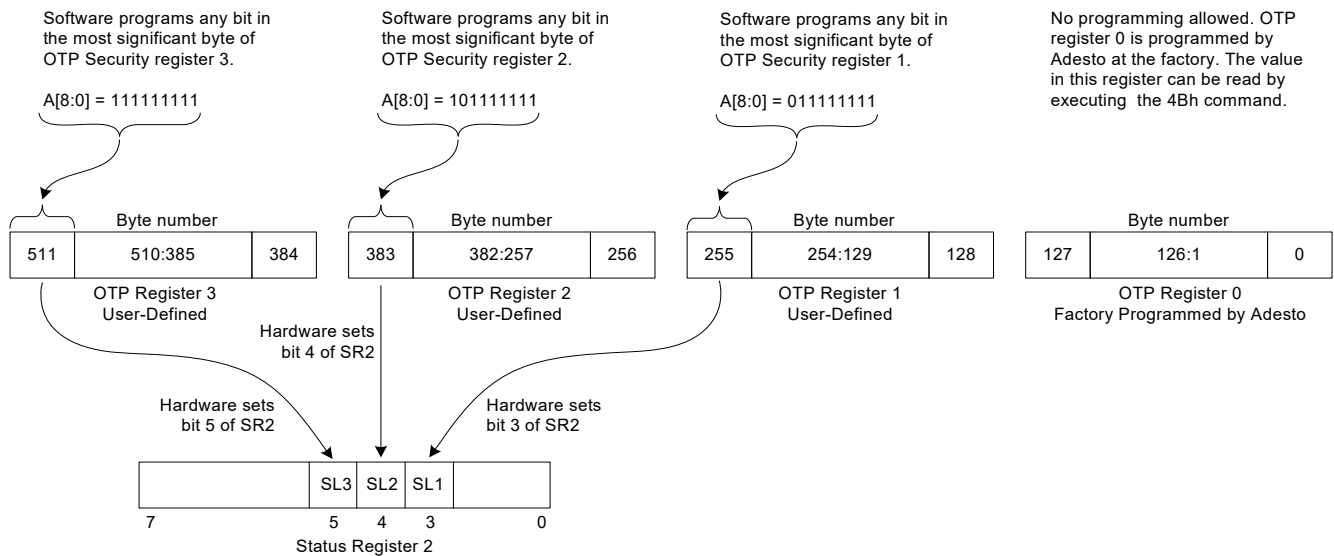 Software programs any bit in
the most significant byte of
OTP Security register 3.
A[8:0] = 111111111
Software programs any bit in
the most significant byte of
OTP Security register 2.
A[8:0] = 101111111
Software programs any bit in
the most significant byte of
OTP Security register 1.
A[8:0] = 011111111
No programming allowed. OTP
register 0 is programmed by
Adesto at the factory. The value
in this register can be read by
executing the 4Bh command.
Byte number
511 510:385 384
OTP Register 3
User-Defined
Byte number
383 382:257 256
OTP Register 2
User-Defined
Byte number
255 254:129 128
OTP Register 1
User-Defined
Byte number
127 126:1 0
OTP Register 0
Factory Programmed by Adesto
Hardware sets
bit 5 of SR2
Hardware sets
bit 4 of SR2
Hardware sets
bit 3 of SR2
SL3 SL2 SL1
7 5 4 3 0
Status Register 2